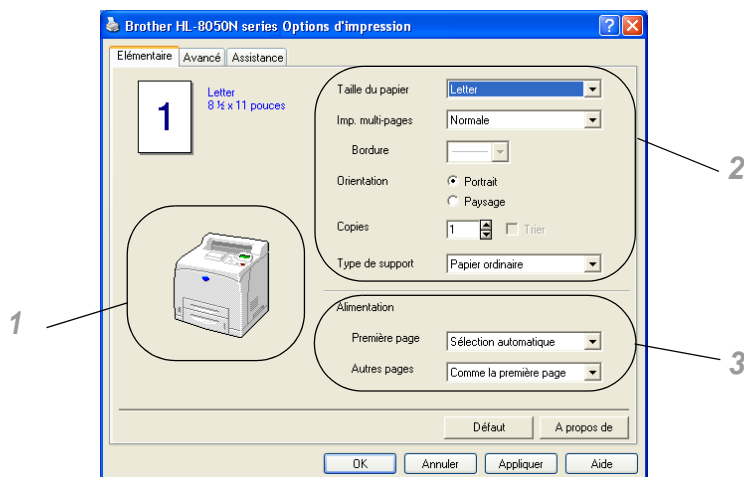 Brother HL-8050N series Options d'impression
Elémentaire Avancé Assistance
1
Letter
8 ½ x 11 pouces
Taille du papier Letter
Imp. multi-pages Normale
Bordure
Orientation Portrait
Paysage
Copies 1 Trier
Type de support Papier ordinaire
2
1
Alimentation
Première page Sélection automatique
Autres pages Comme la première page
3
Défaut A propos de
OK Annuler Appliquer Aide